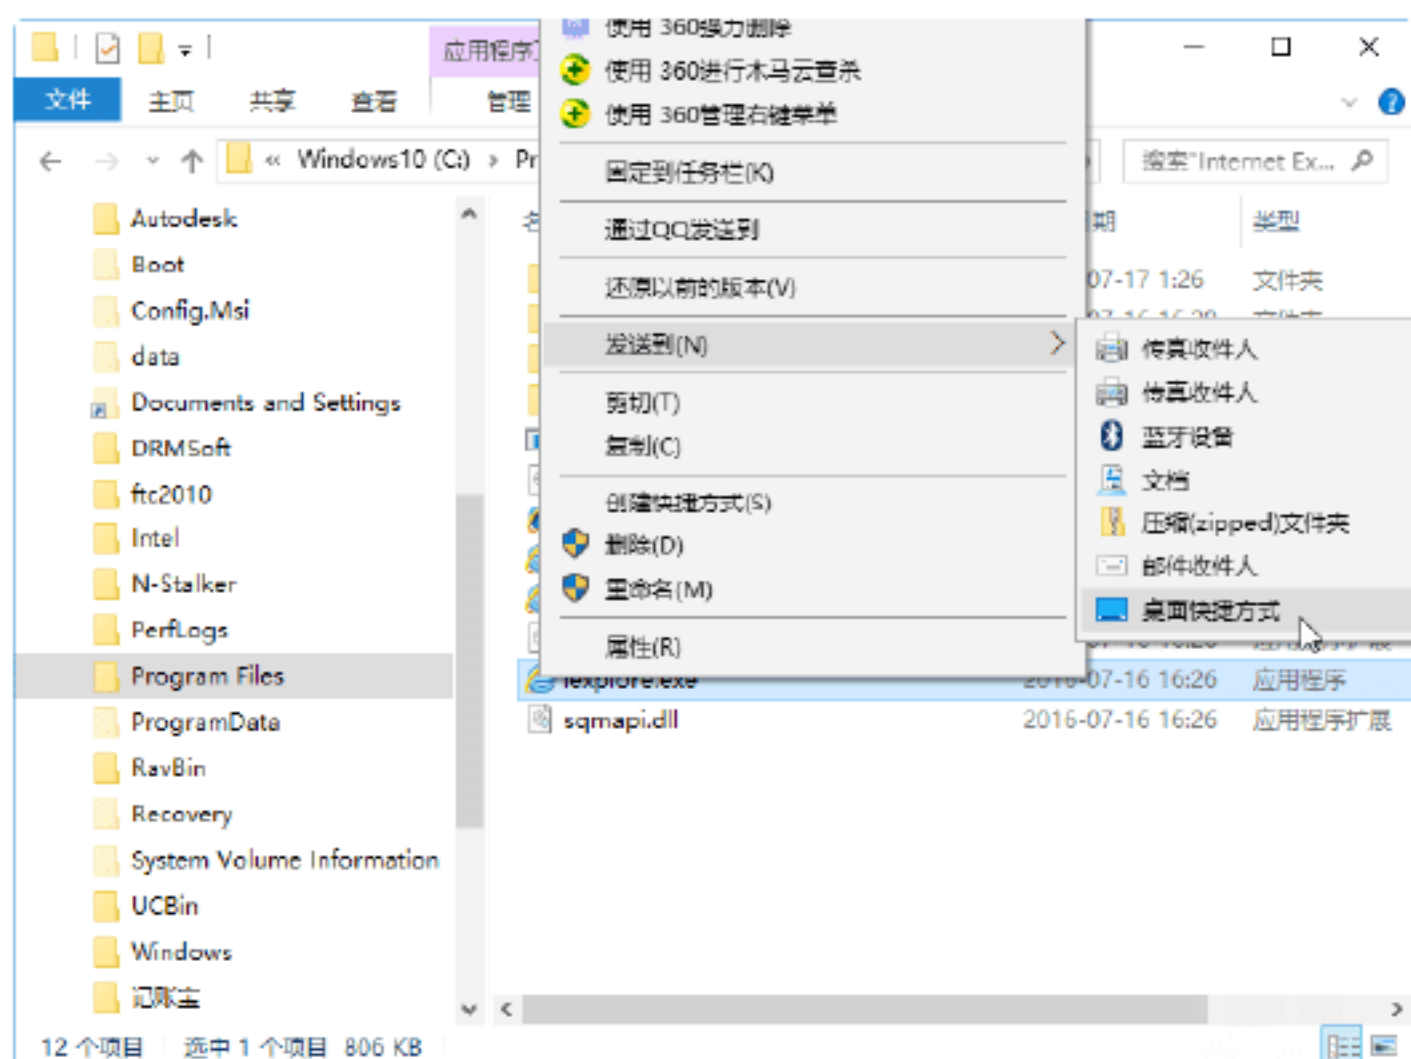 应用程序
文件
主页
共享
查看
管理
« Windows10 (C:) › Pr
搜索"Internet Ex...
Autodesk
Boot
Config.Msi
data
Documents and Settings
DRMSoft
ftc2010
Intel
N-Stalker
PerfLogs
Program Files
ProgramData
RavBin
Recovery
System Volume Information
UCBin
Windows
记账宝
使用 360强力删除
使用 360进行木马云查杀
使用 360管理右键菜单
固定到任务栏(K)
通过QQ发送到
还原以前的版本(V)
发送到(N)
剪切(T)
复制(C)
创建快捷方式(S)
删除(D)
重命名(M)
属性(R)
期
类型
07-17 1:26
文件夹
传真收件人
传真收件人
蓝牙设备
文档
压缩(zipped)文件夹
邮件收件人
桌面快捷方式
iexplore.exe
2016-07-16 16:26
应用程序
sqmapi.dll
2016-07-16 16:26
应用程序扩展
12 个项目
选中 1 个项目 806 KB